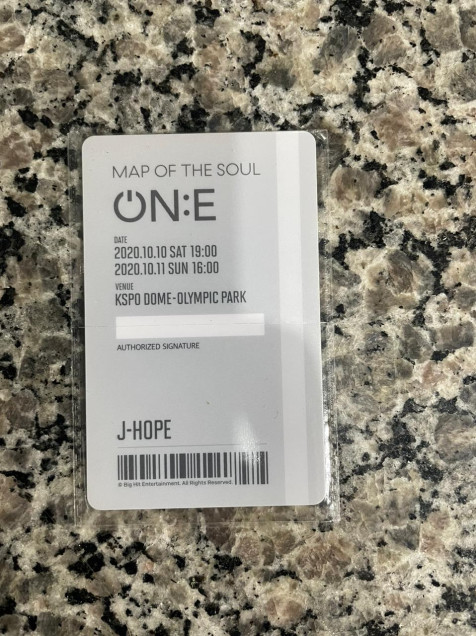 MAP OF THE SOUL
ON:E
DATE
2020.10.10 SAT 19:00
2020.10.11 SUN 16:00
VENUE
KSPO DOME-OLYMPIC PARK
AUTHORIZED SIGNATURE
J-HOPE
© Big Hit Entertainment. All Rights Reserved.